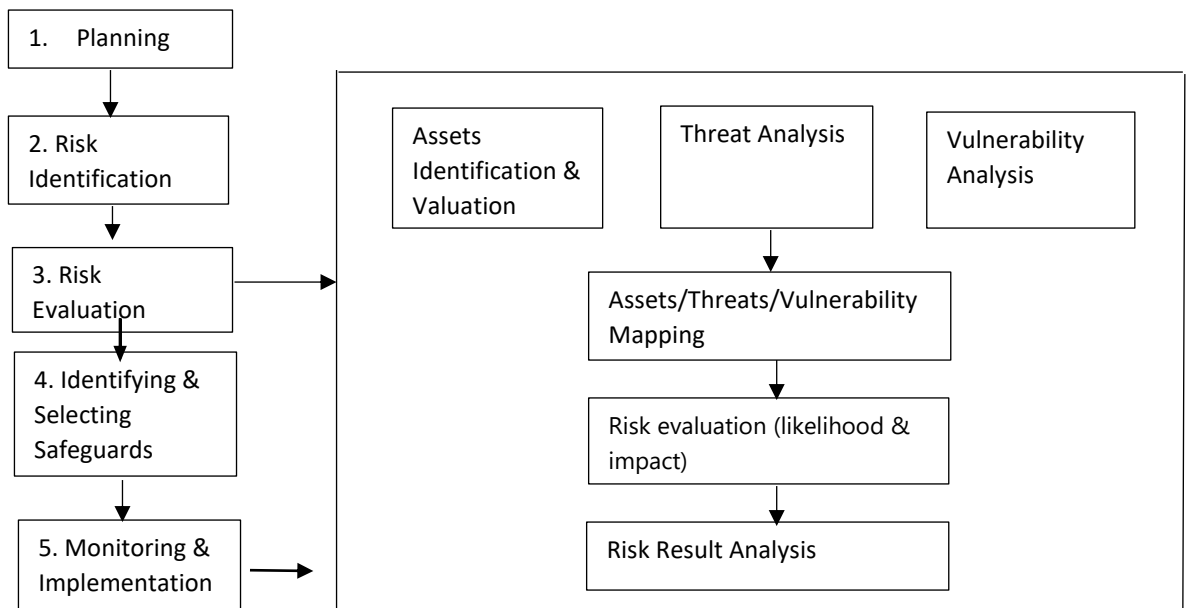 1. Planning
2. Risk
Identification
3. Risk
Evaluation
4. Identifying &
Selecting
Safeguards
5. Monitoring &
Implementation
Assets
Identification &
Valuation
Threat Analysis
Vulnerability
Analysis
Assets/Threats/Vulnerability
Mapping
Risk evaluation (likelihood &
impact)
Risk Result Analysis